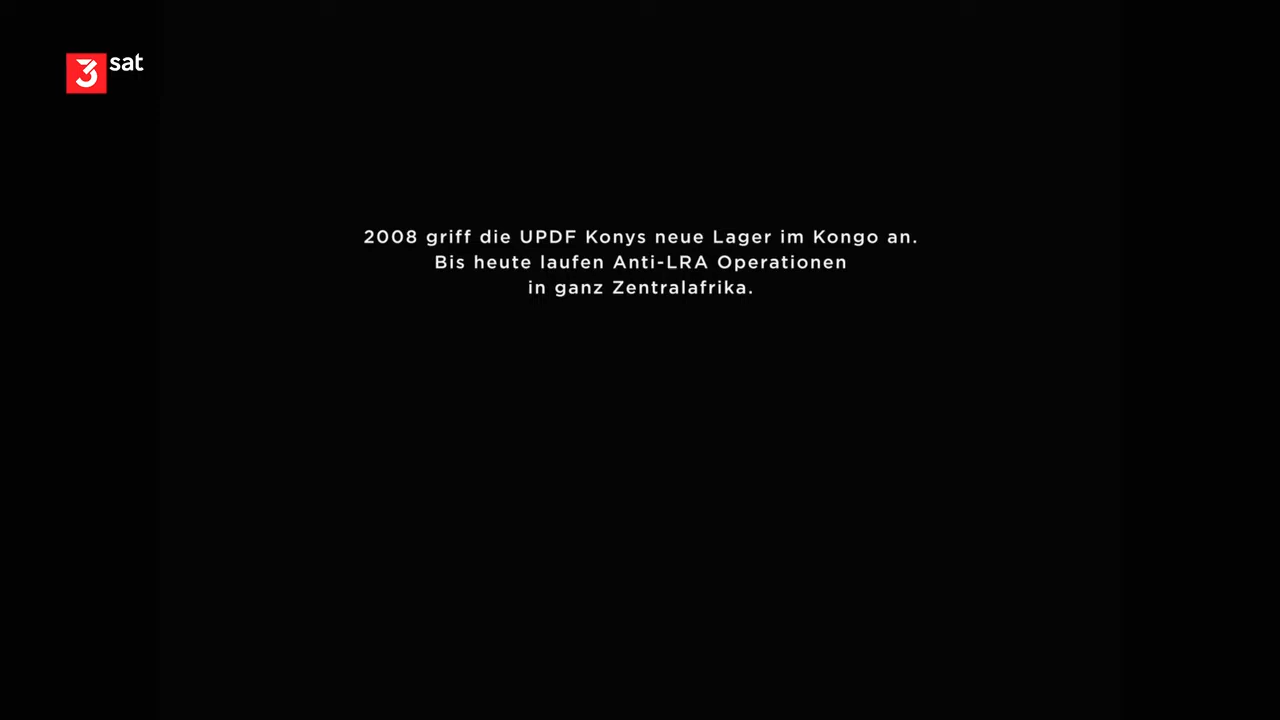 3sat
2008 griff die UPDF Konys neue Lager im Kongo an.
Bis heute laufen Anti-LRA Operationen
in ganz Zentralafrika.